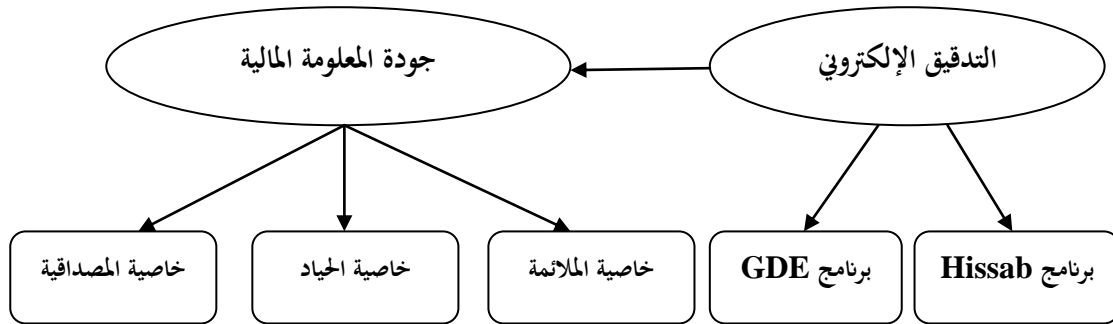 التدقيق الإلكتروني
جودة المعلومة المالية
برنامج Hissab
برنامج GDE
خاصية الملائمة
خاصية الحياد
خاصية المصداقية